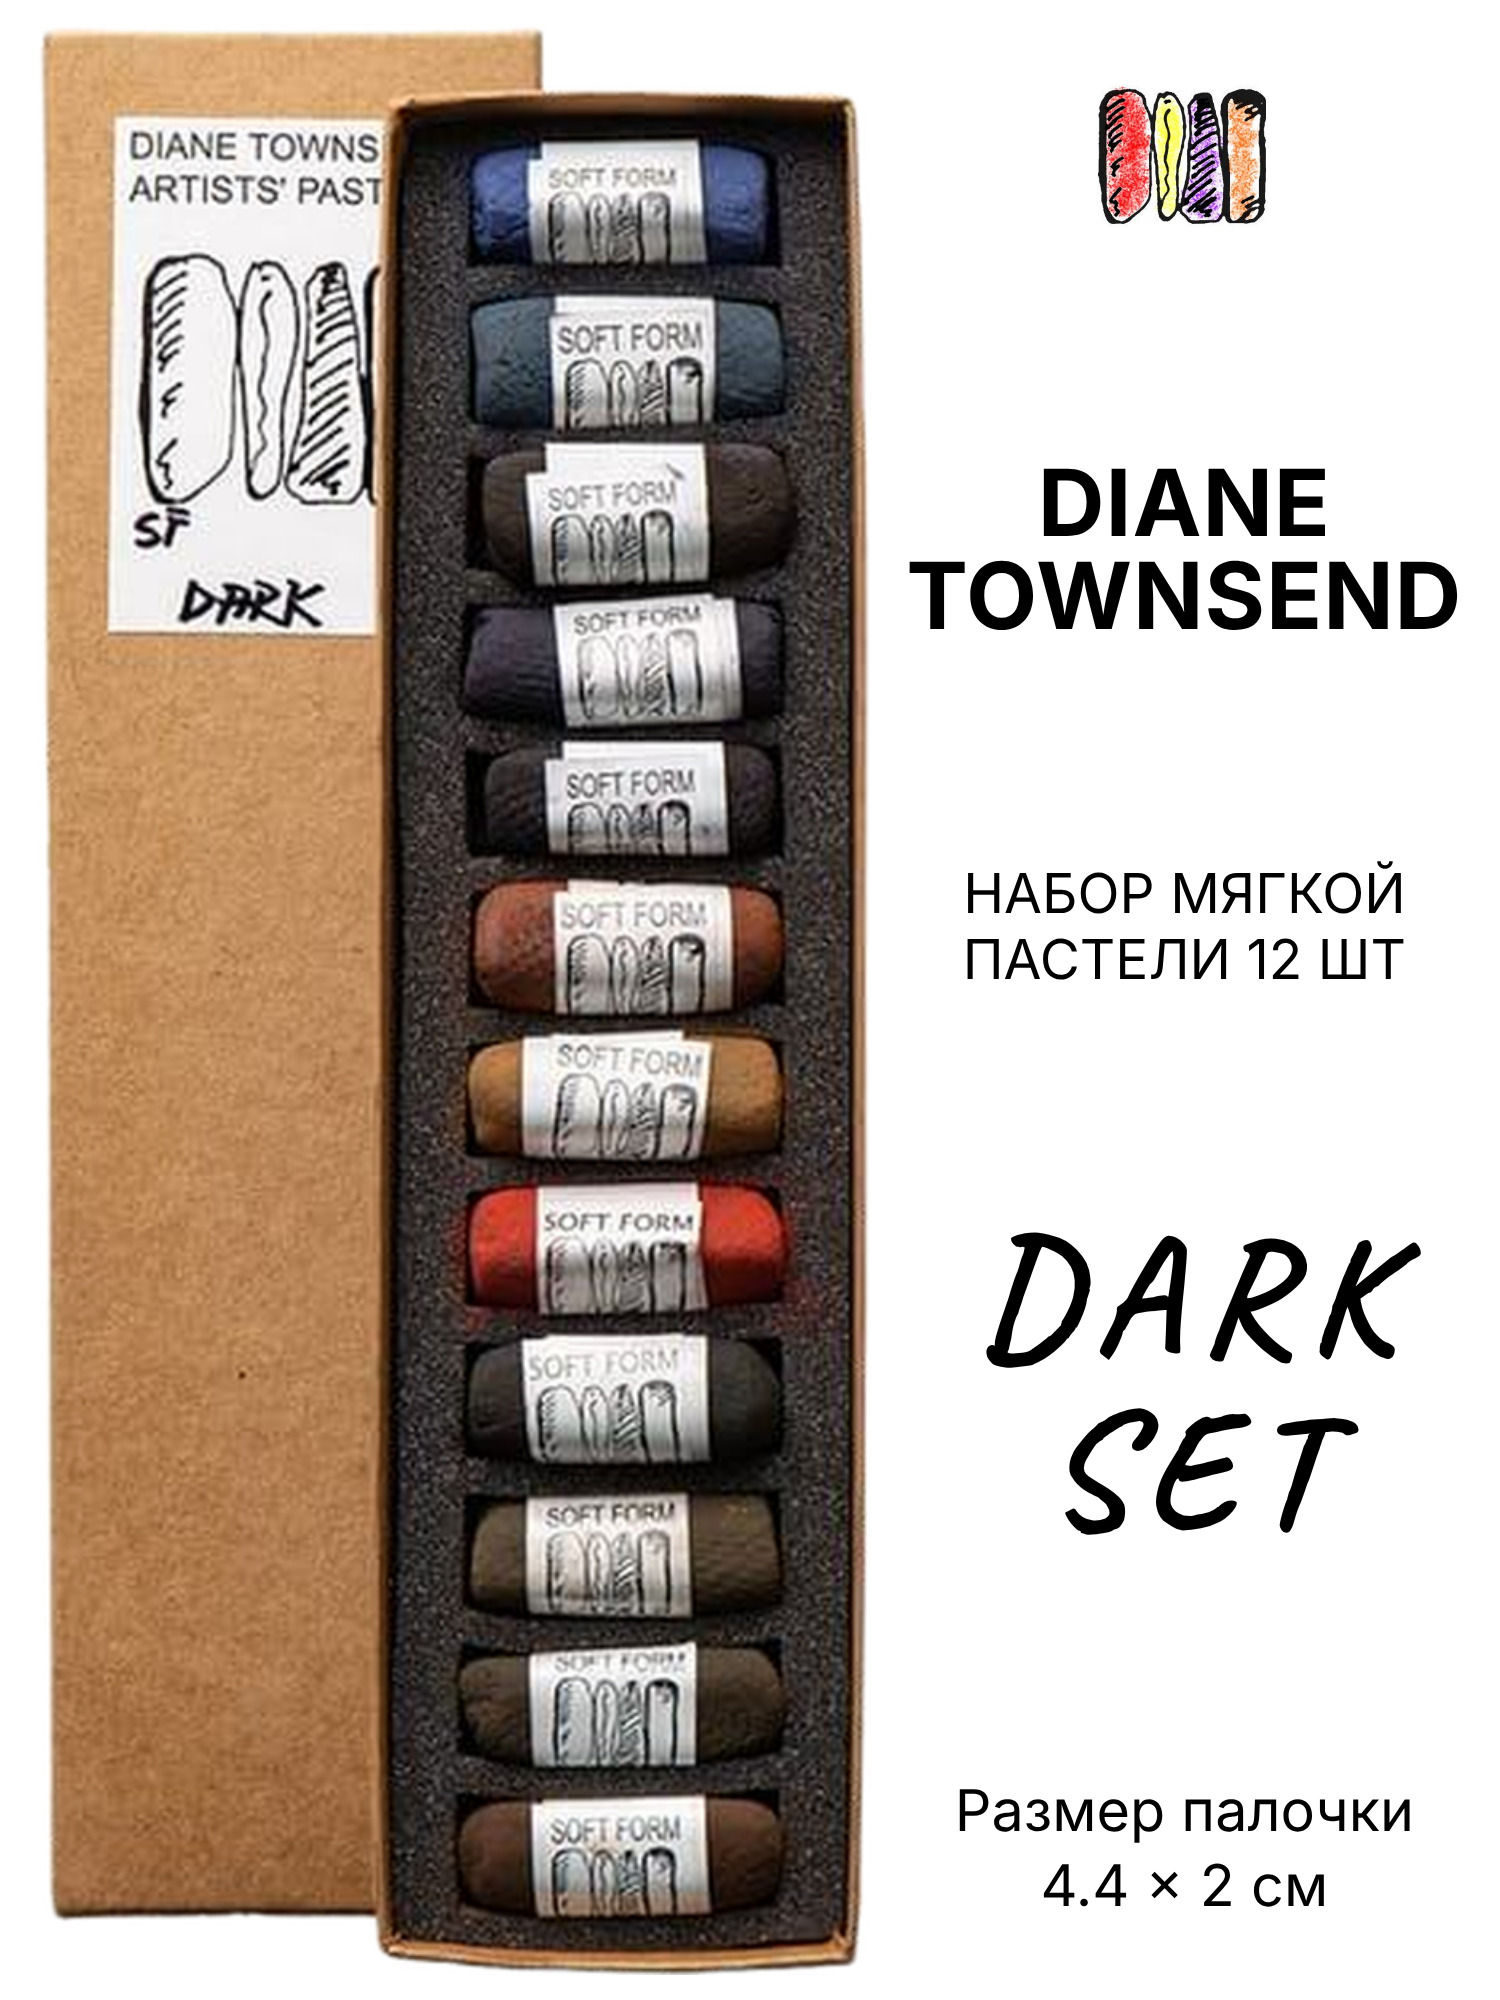 DIANE TOWNS
ARTISTS' PAST
SF
DARK
SOFT FORM
SOFT FORM
SOFT FORM
SOFT FORM
SOFT FORM
SOFT FORM
SOFT FORM
SOFT FORM
SOFT FORM
SOFT FORM
SOFT FORM
SOFT FORM
DIANE
TOWNSEND
НАБОР МЯГКОЙ
ПАСТЕЛИ 12 ШТ
DARK
SET
Размер палочки
4.4 × 2 см